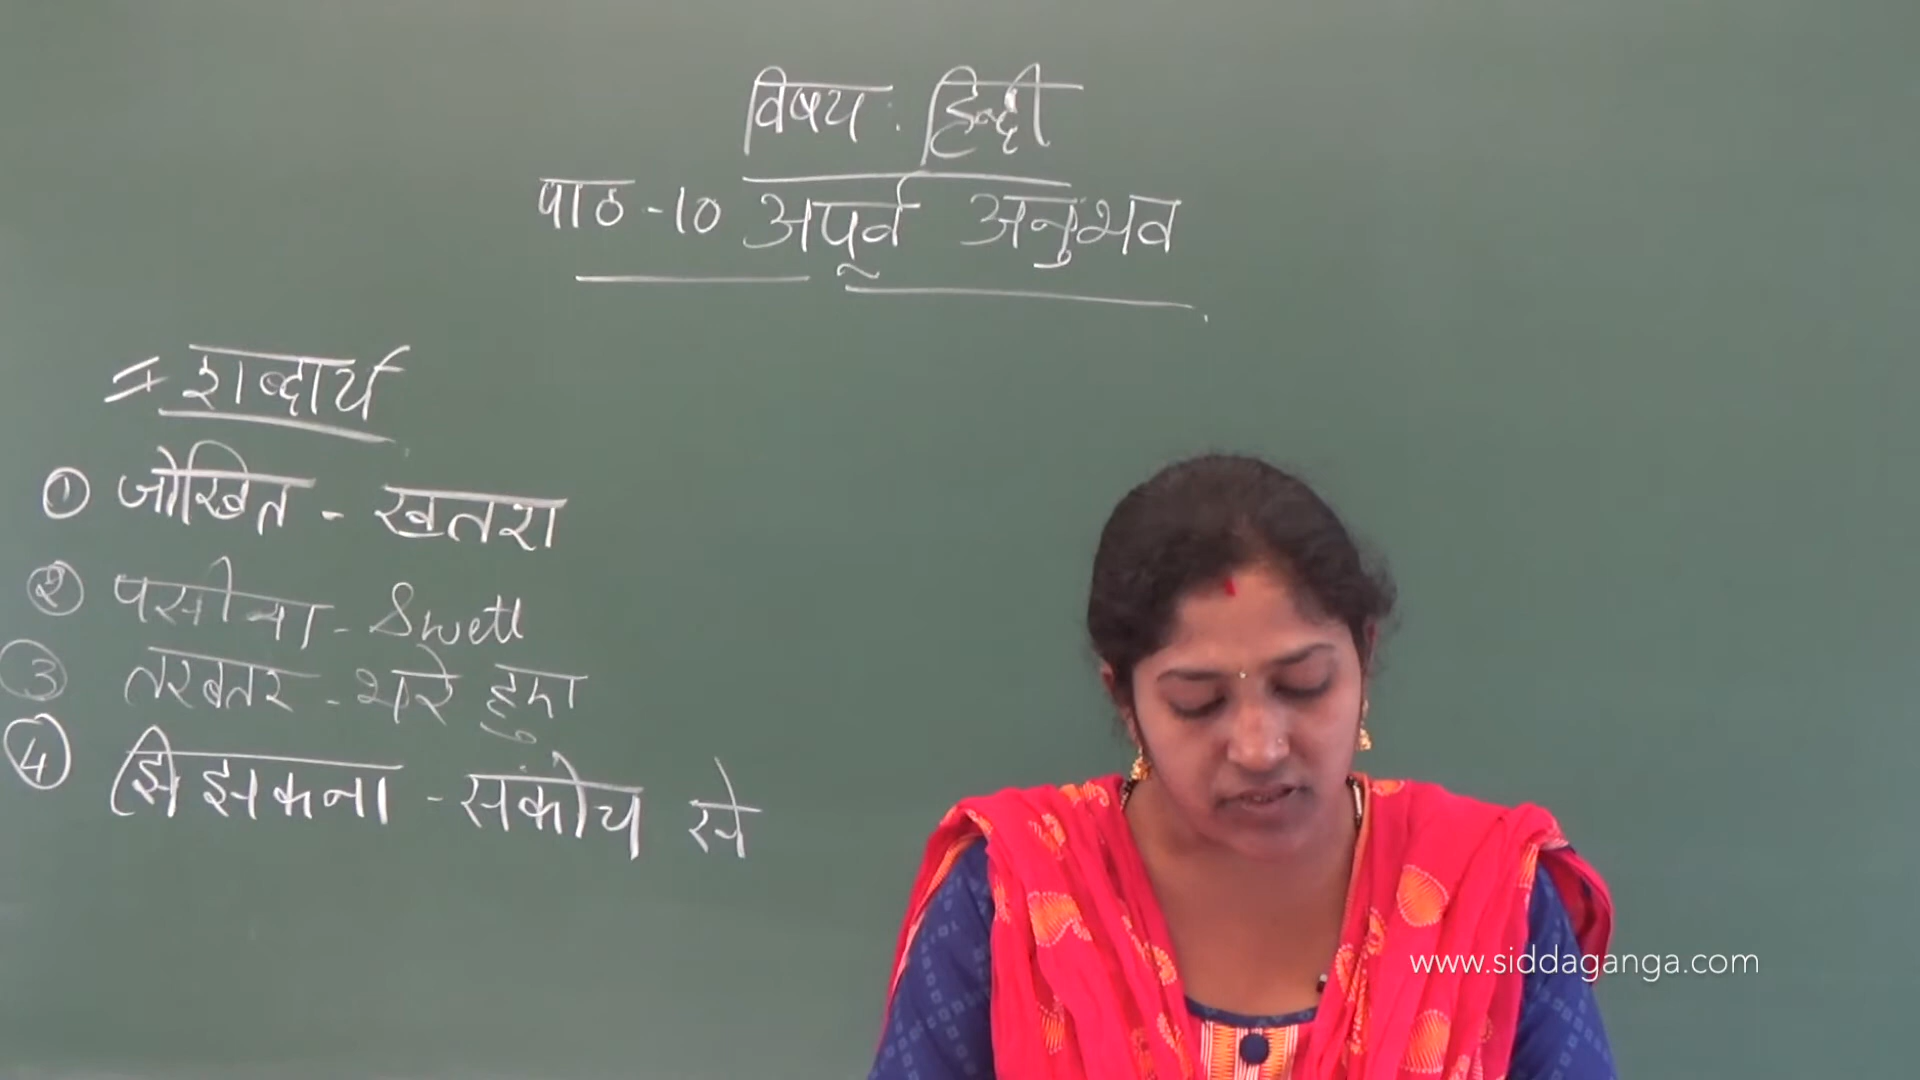 विषय: हिन्दी
पाठ -10 अपूर्व अनुभव
= शब्दार्थ
① जोखित - खतरा
② पसीना - Swett
③ तरबतर - भरे हुए
④ झिझकना - संकोच से
www.siddaganga.com